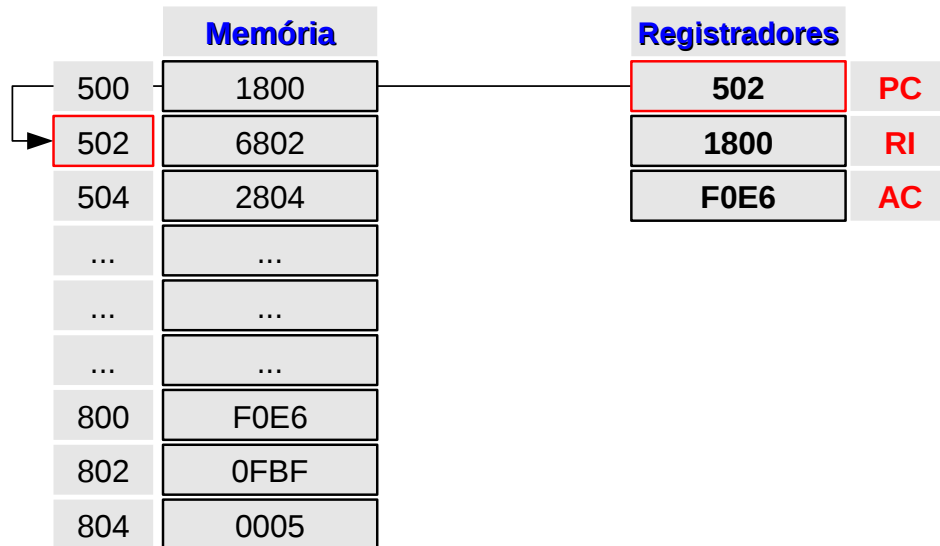 Memória Registradores
500 1800 502 PC
502 6802 1800 RI
504 2804 F0E6 AC
... ...
... ...
... ...
800 F0E6
802 0FBF
804 0005